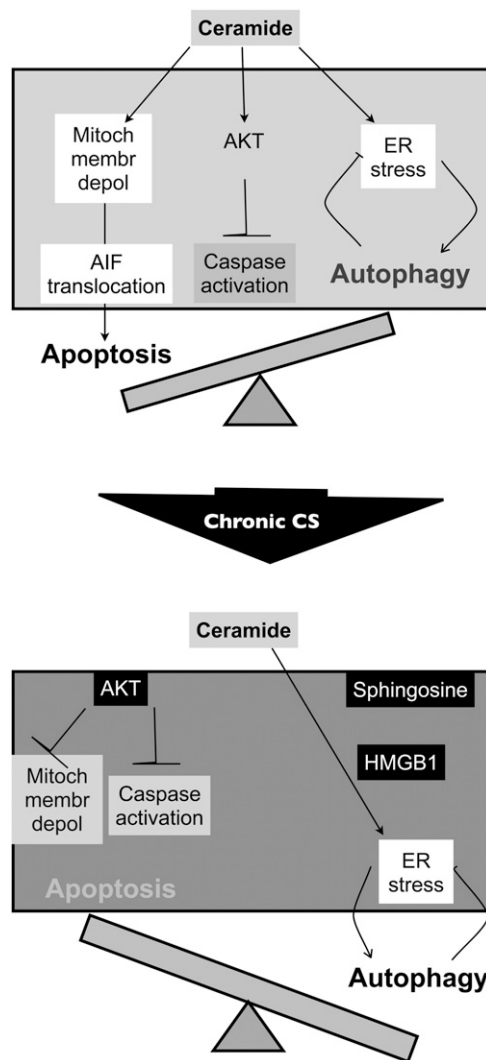 Ceramide
Mitoch
membr
depol
AKT
ER
stress
AIF
translocation
Caspase
activation
Autophagy
Apoptosis
Chronic CS
Ceramide
AKT
Sphingosine
Mitoch
membr
depol
Caspase
activation
HMGB1
ER
stress
Apoptosis
Autophagy